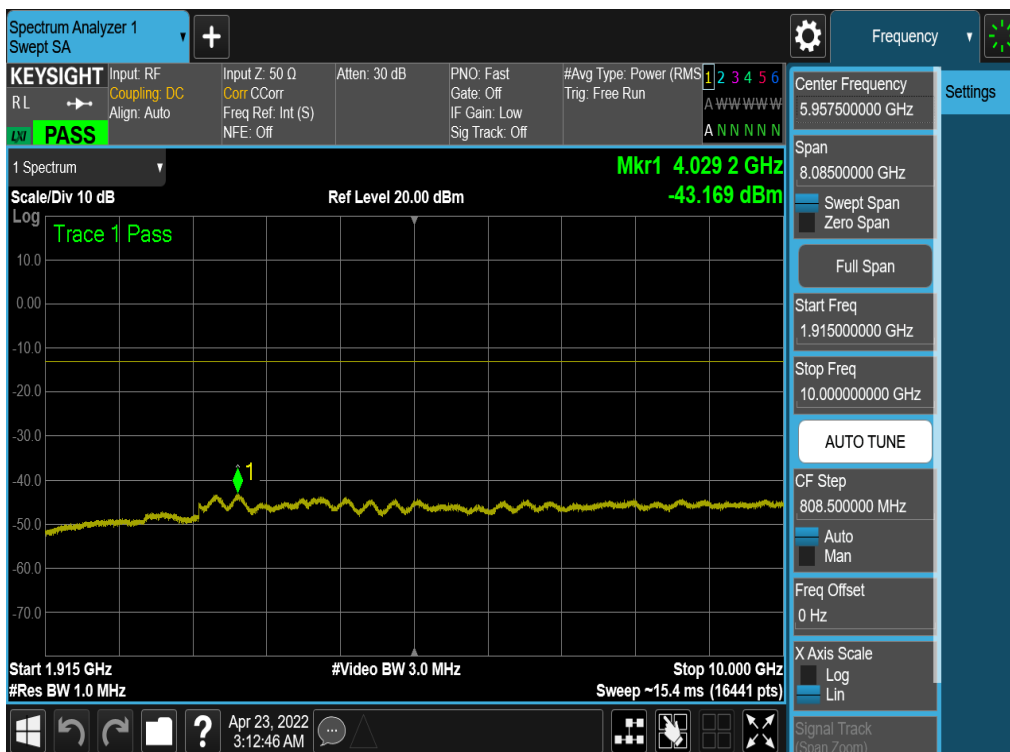 Spectrum Analyzer 1
Swept SA
+
Frequency
KEYSIGHT
RL
LXI
PASS
Input: RF
Coupling: DC
Align: Auto
Input Z: 50 Ω
Corr CCorr
Freq Ref: Int (S)
NFE: Off
Atten: 30 dB
PNO: Fast
Gate: Off
IF Gain: Low
Sig Track: Off
#Avg Type: Power (RMS
Trig: Free Run
1 2 3 4 5 6
A W W W W W
A N N N N N
1 Spectrum
Mkr1 4.029 2 GHz
-43.169 dBm
Scale/Div 10 dB
Ref Level 20.00 dBm
Log
Trace 1 Pass
10.0
0.00
-10.0
-20.0
-30.0
-40.0
-50.0
-60.0
-70.0
1
Start 1.915 GHz
#Video BW 3.0 MHz
Stop 10.000 GHz
#Res BW 1.0 MHz
Sweep ~15.4 ms (16441 pts)
?
Apr 23, 2022
3:12:46 AM
Center Frequency
5.957500000 GHz
Settings
Span
8.08500000 GHz
Swept Span
Zero Span
Full Span
Start Freq
1.915000000 GHz
Stop Freq
10.000000000 GHz
AUTO TUNE
CF Step
808.500000 MHz
Auto
Man
Freq Offset
0 Hz
X Axis Scale
Log
Lin
Signal Track
(Span Zoom)